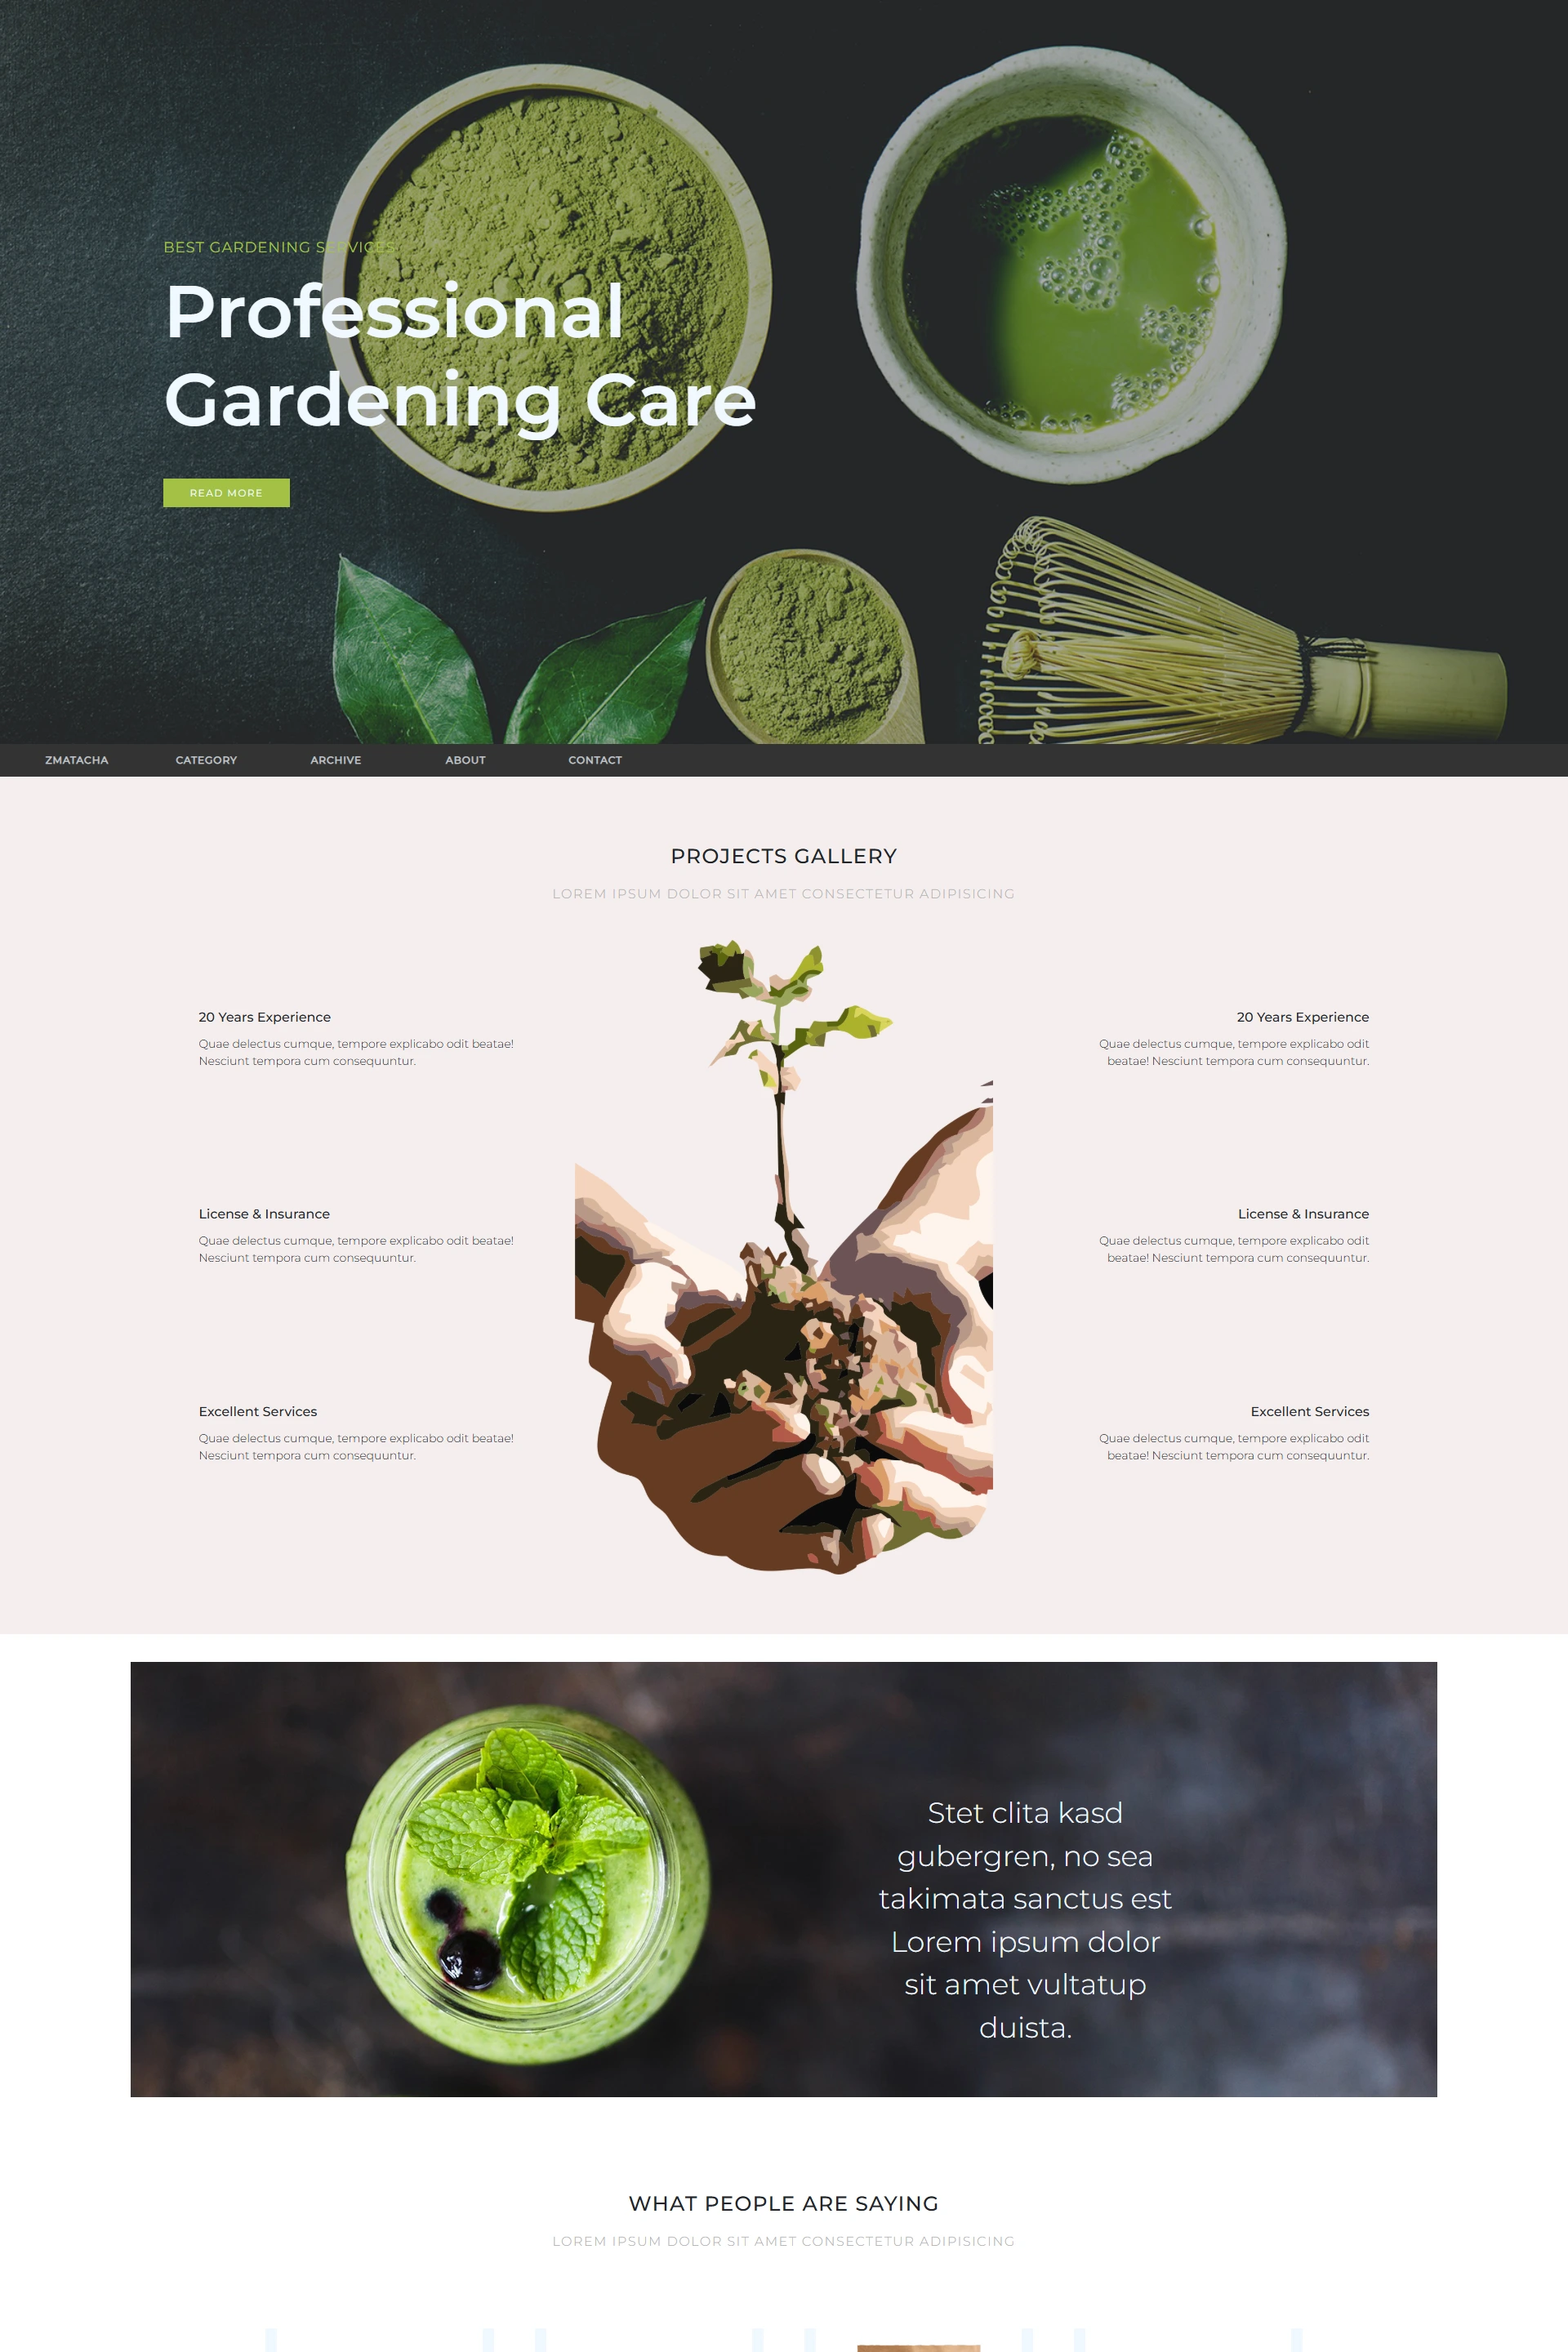 BEST GARDENING SERVICES
Professional
Gardening Care
READ MORE
ZMATACHA
CATEGORY
ARCHIVE
ABOUT
CONTACT
PROJECTS GALLERY
LOREM IPSUM DOLOR SIT AMET CONSECTETUR ADIPISICING
20 Years Experience
Quae delectus cumque, tempore explicabo odit beatae!
Nesciunt tempora cum consequuntur.
License & Insurance
Quae delectus cumque, tempore explicabo odit beatae!
Nesciunt tempora cum consequuntur.
Excellent Services
Quae delectus cumque, tempore explicabo odit beatae!
Nesciunt tempora cum consequuntur.
20 Years Experience
Quae delectus cumque, tempore explicabo odit
beatae! Nesciunt tempora cum consequuntur.
License & Insurance
Quae delectus cumque, tempore explicabo odit
beatae! Nesciunt tempora cum consequuntur.
Excellent Services
Quae delectus cumque, tempore explicabo odit
beatae! Nesciunt tempora cum consequuntur.
Stet clita kasd
gubergren, no sea
takimata sanctus est
Lorem ipsum dolor
sit amet vultatup
duista.
WHAT PEOPLE ARE SAYING
LOREM IPSUM DOLOR SIT AMET CONSECTETUR ADIPISICING